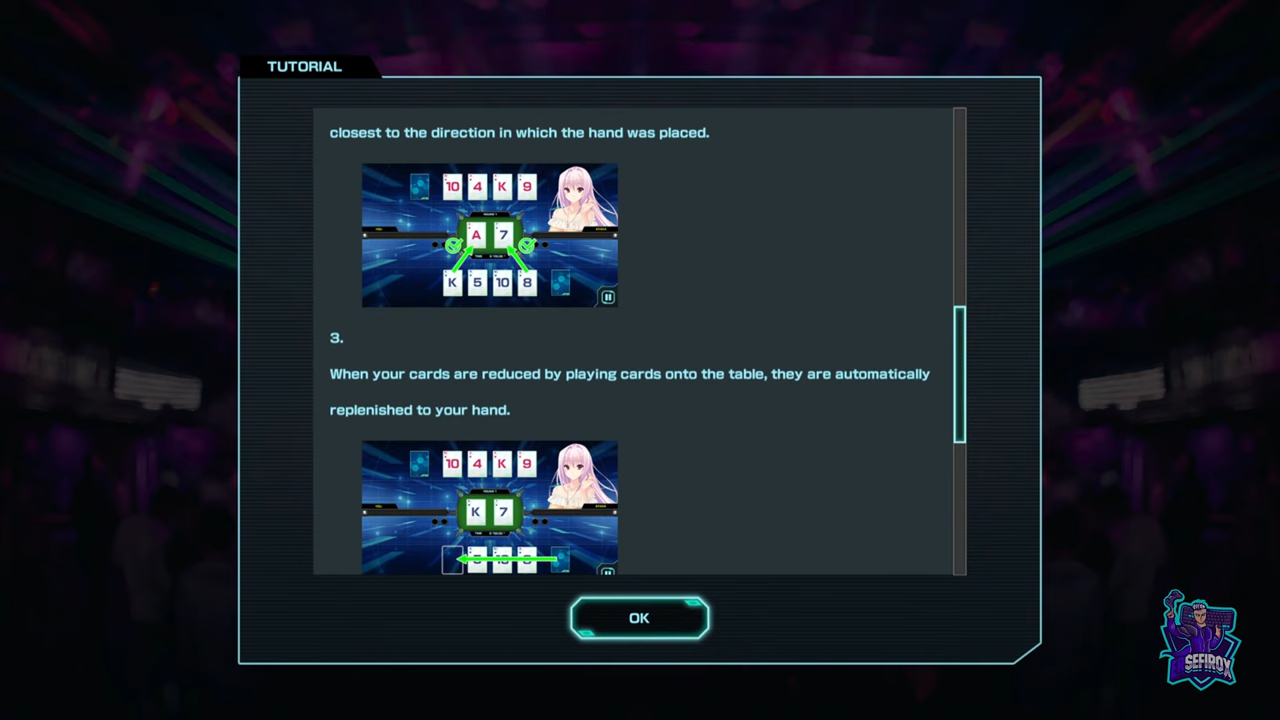 TUTORIAL
closest to the direction in which the hand was placed.
10 4 K 9
A 7
K 5 10 8
3.
When your cards are reduced by playing cards onto the table, they are automatically
replenished to your hand.
10 4 K 9
K 7
OK
SEFIROX